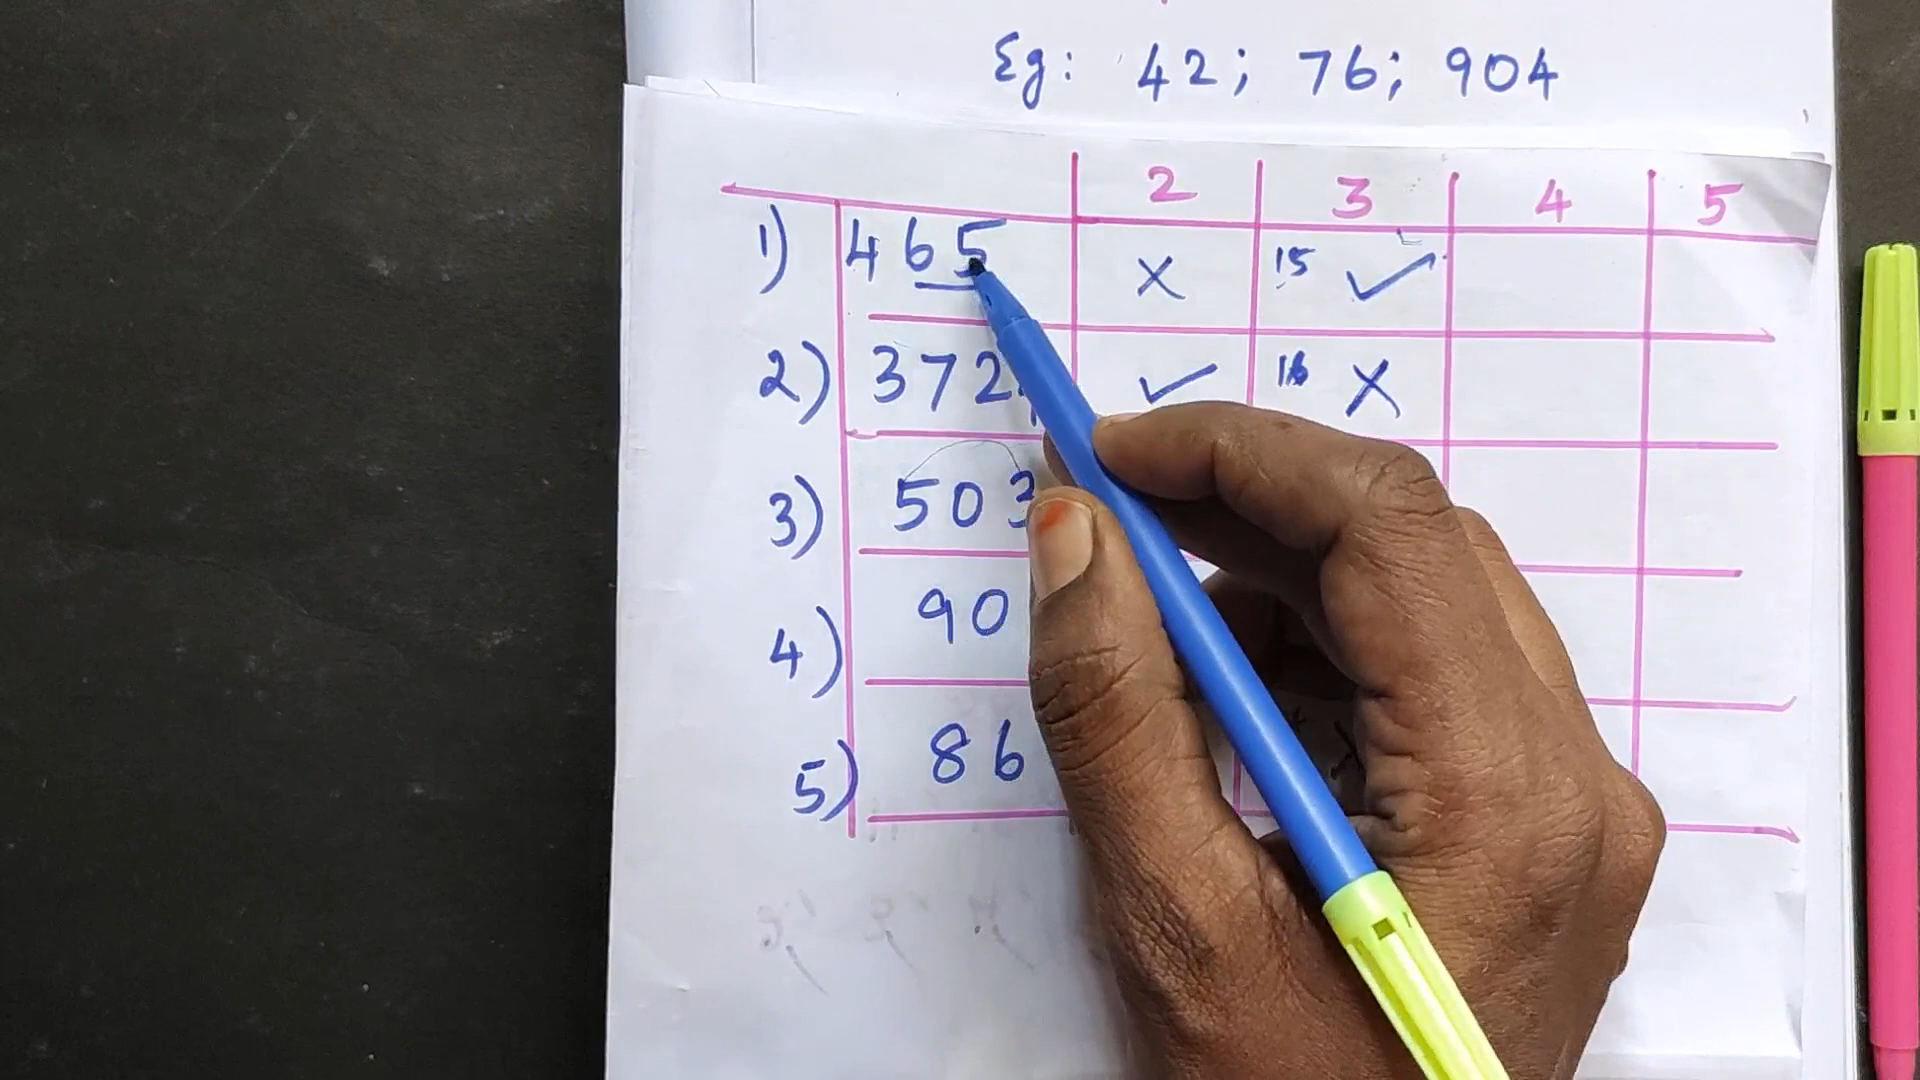 Eg: 42; 76; 904
2 3 4 5
1) 465 x 15 ✓
2) 372 ✓ x
3) 503
4) 90
5) 86